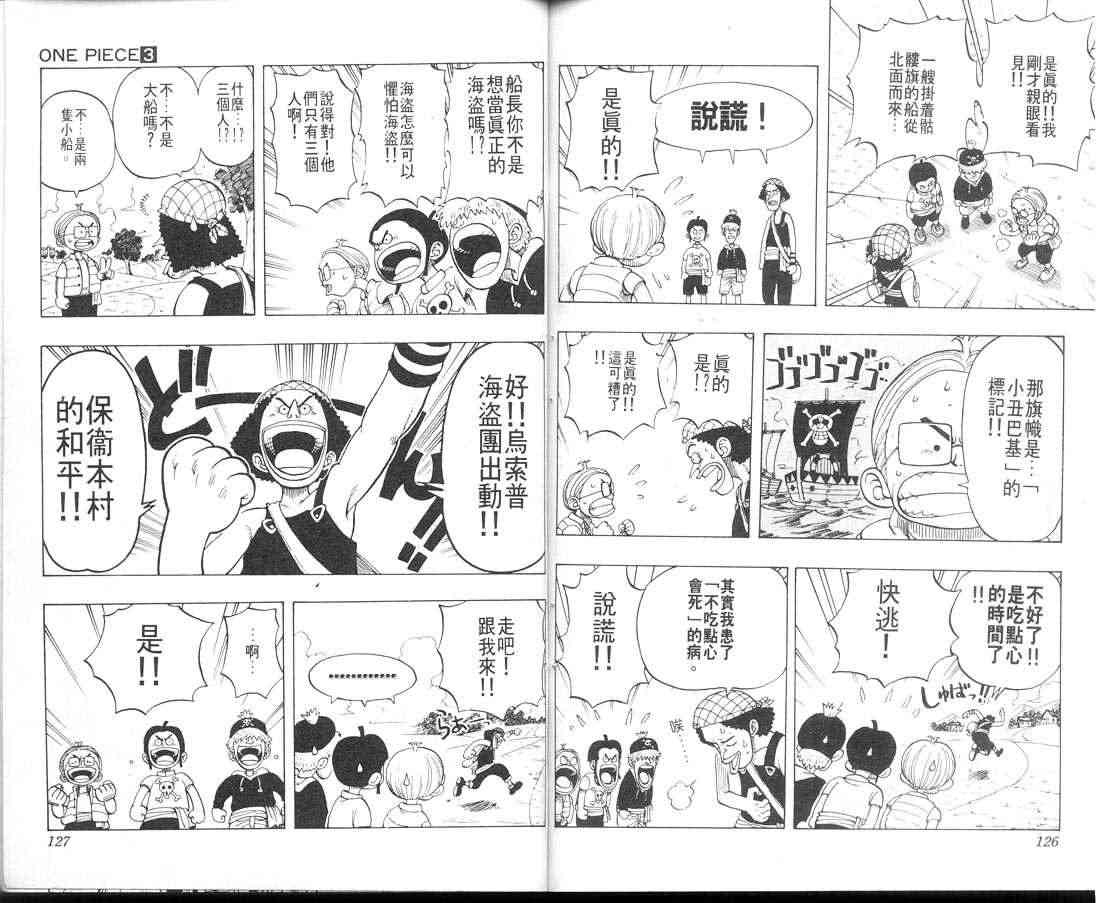 是真的!!我
剛才親眼看
見!!
一艘掛着骷
髏旗的船從
北面而來…
說謊!
是真的!!
那旗幟是…「
小丑巴基」的
標記!!
ゴゴゴゴゴゴ
真的
是!?
是真的!!
這可糟了
!!
不好了!!
是吃點心
的時間了
!!
快逃!
しゅばっ!!
其實我患了
「不吃點心
會死」的病。
說謊!!
唉…
126
ONE PIECE3
船長你不是
想當真正的
海盜嗎!?
海盜怎麼可以
懼怕海盜!!
說得對!他
們只有三個
人啊!
什麼…?
三個人!?
不…不是
大船嗎?
不…是兩
隻小船。
好!!烏索普
海盜團出動!!
どーん!!
保衞本村
的和平!!
走吧!
跟我來!!
…………
らおーっ
…
啊…
是!!
127